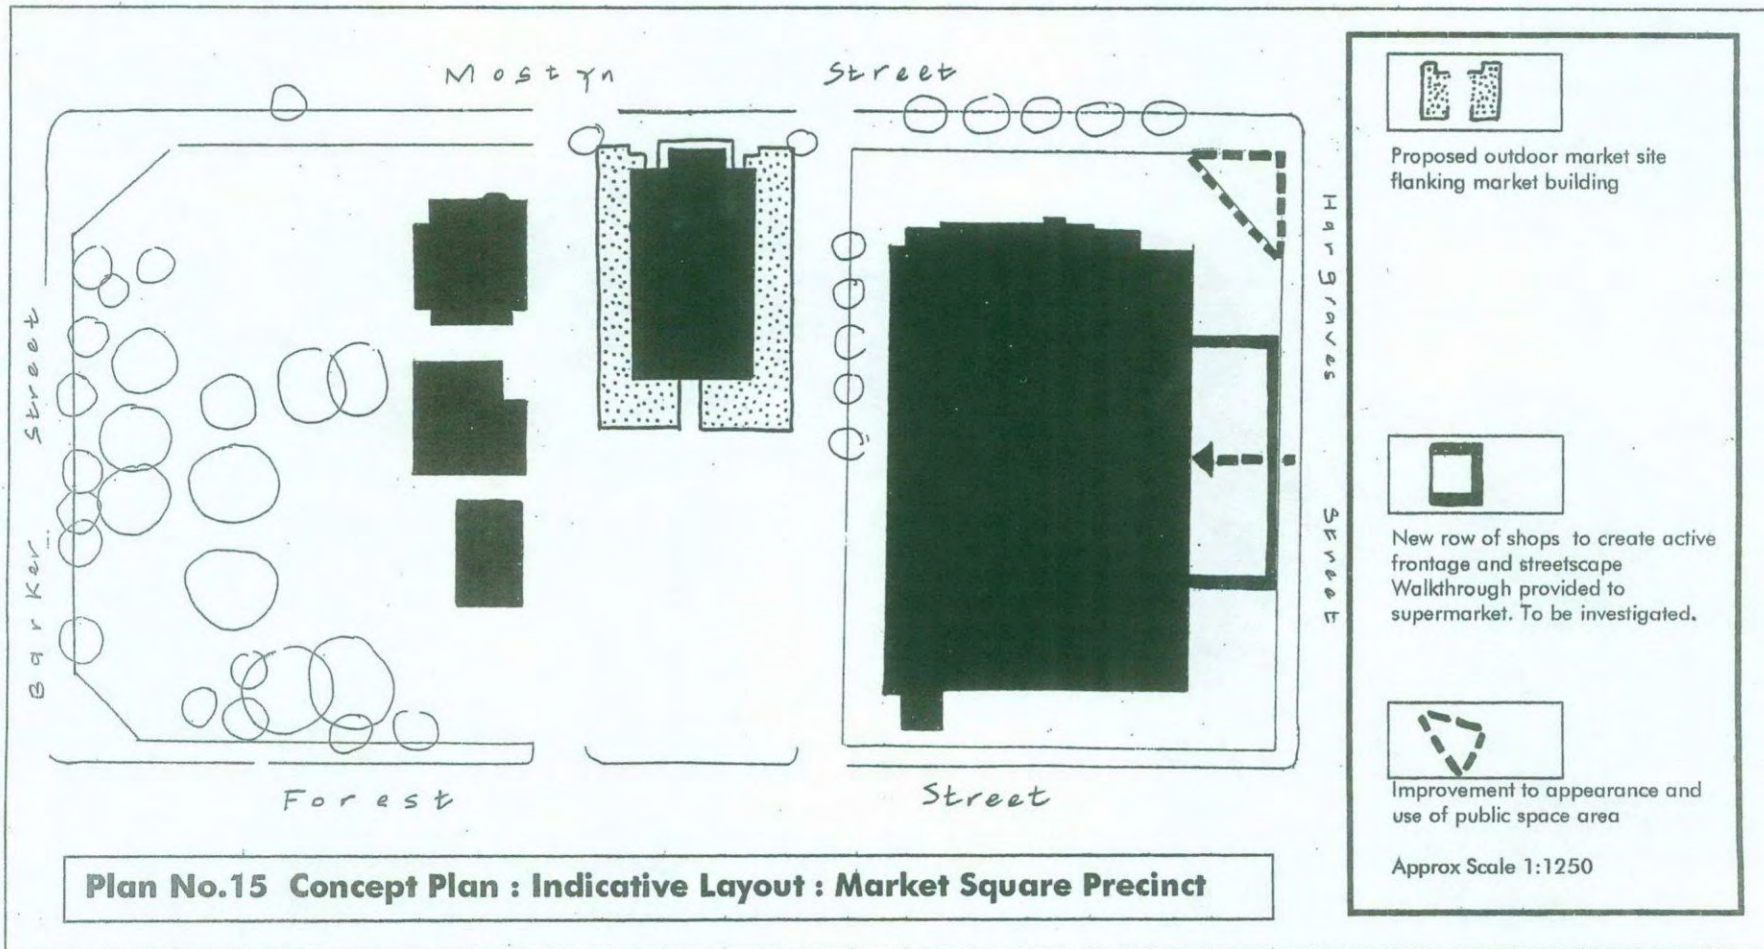 Mostyn Street
Proposed outdoor market site
flanking market building
Hargraves Street
Barker Street
New row of shops to create active
frontage and streetscape
Walkthrough provided to
supermarket. To be investigated.
Forest Street
Improvement to appearance and
use of public space area
Approx Scale 1:1250
Plan No.15 Concept Plan : Indicative Layout : Market Square Precinct